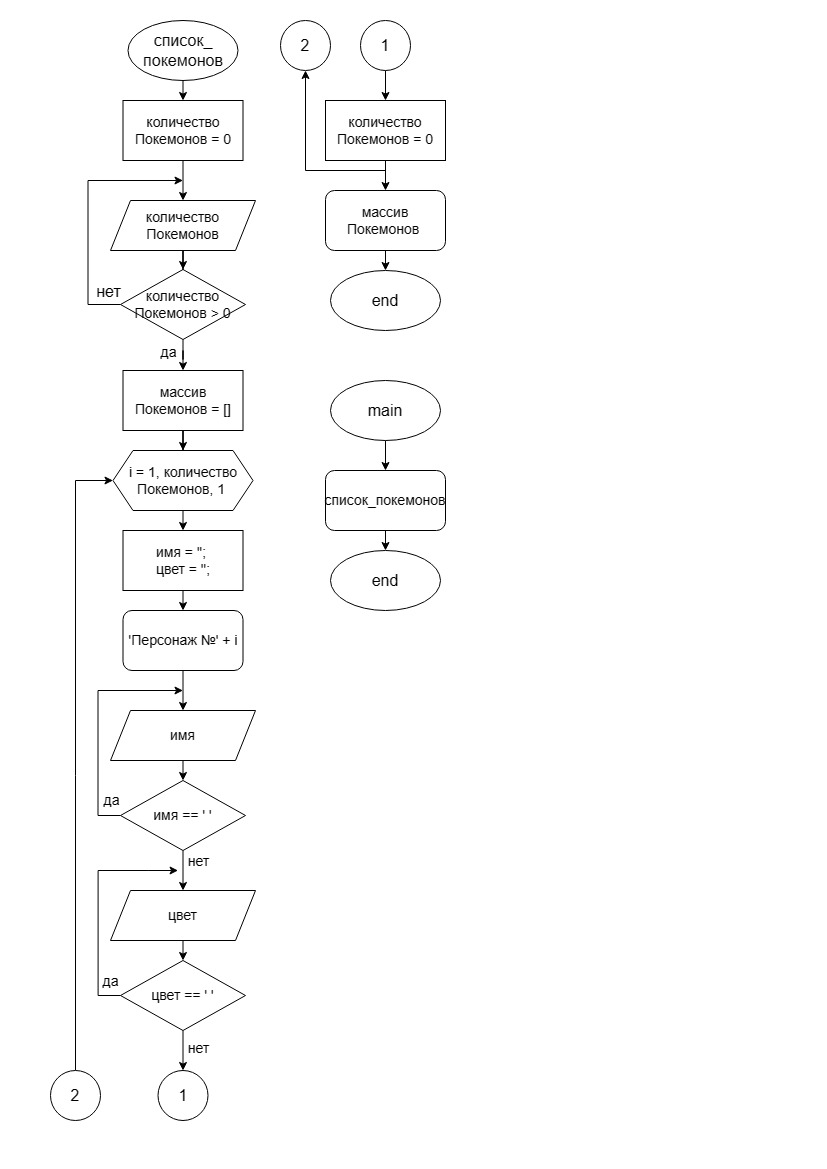 список_
покемонов
количество
Покемонов = 0
количество
Покемонов
нет
количество
Покемонов > 0
да
массив
Покемонов = []
i = 1, количество
Покемонов, 1
имя = '';
цвет = '';
'Персонаж №' + i
имя
да
имя == ' '
нет
цвет
да
цвет == ' '
нет
2
1
2
1
количество
Покемонов = 0
массив
Покемонов
end
main
список_покемонов
end